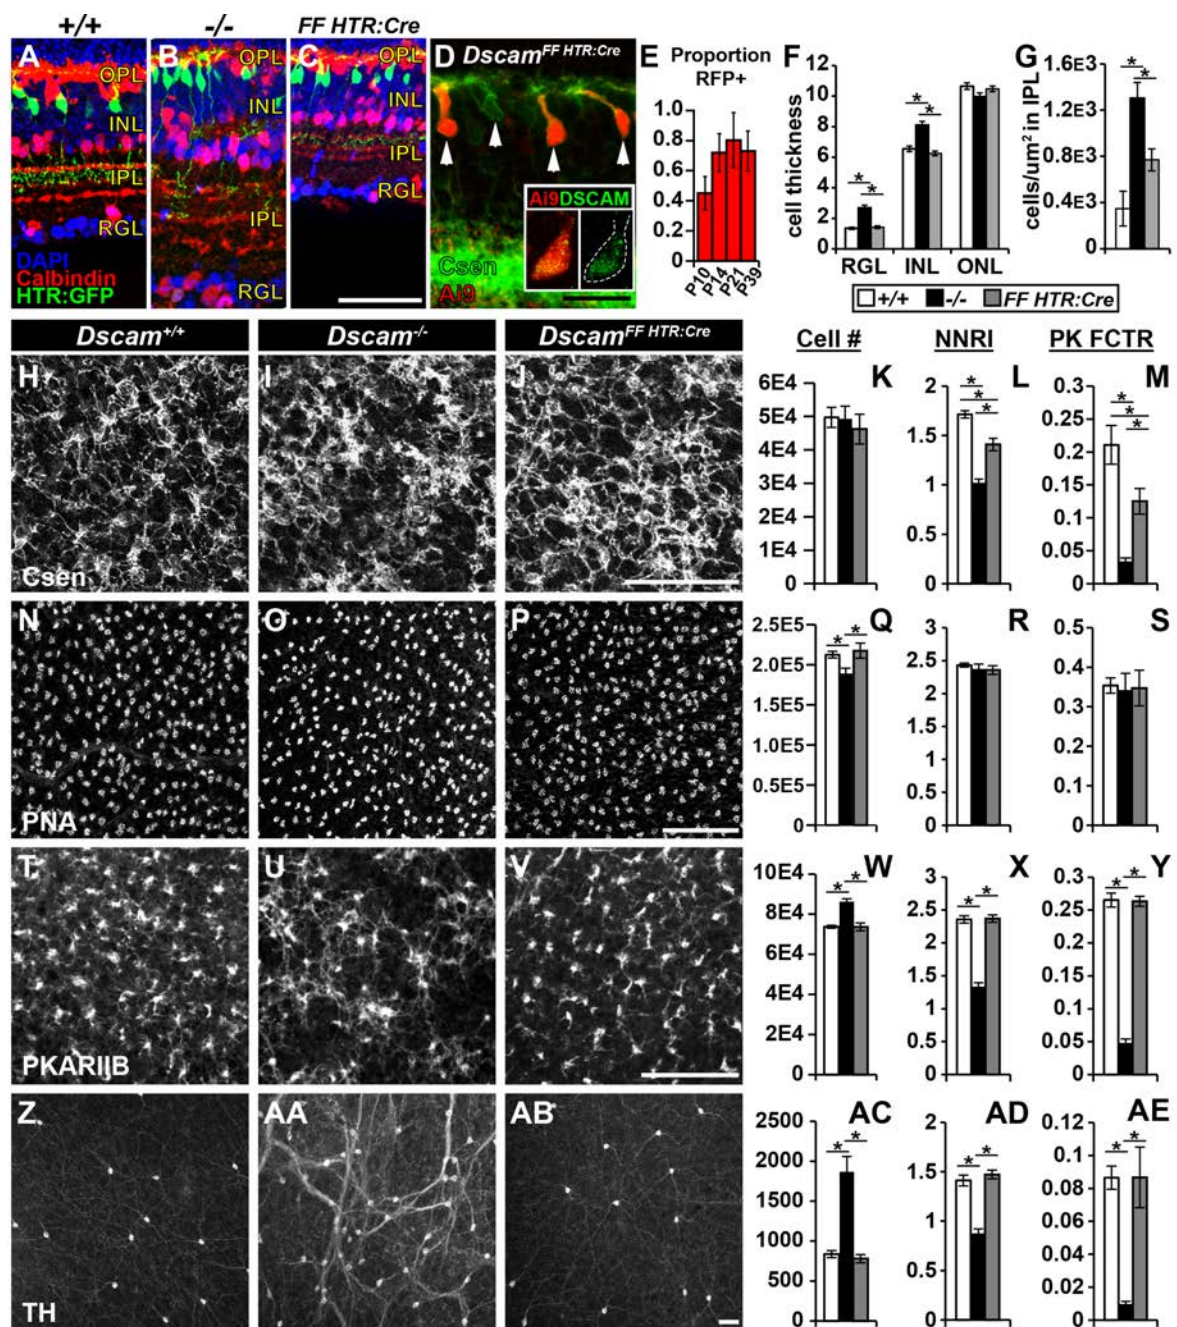 +/+ -/- FF HTR:Cre
A OPL INL IPL RGL DAPI Calbindin HTR:GFP
B OPL INL IPL RGL
C OPL INL IPL RGL
D Dscam^FF HTR:Cre Csen Ai9 Ai9DSCAM
E Proportion RFP+
1.0
0.8
0.6
0.4
0.2
0.0
P10 P14 P21 P39
F cell thickness
12
10
8
6
4
2
0
RGL INL ONL
* * * *
G cells/um² in IPL
1.6E3
1.2E3
0.8E3
0.4E3
0
* *
+/+ -/- FF HTR:Cre
Dscam+/+ Dscam-/- Dscam^FF HTR:Cre
Cell # NNRI PK FCTR
H I J
Csen
K
6E4
5E4
4E4
3E4
2E4
1E4
0
L
2
1.5
1
0.5
0
* * *
M
0.3
0.25
0.2
0.15
0.1
0.05
0
* * *
N O P
PNA
Q
2.5E5
2.0E5
1.5E5
1.0E5
0.5E5
0
* *
R
3
2.5
2
1.5
1
0.5
0
S
0.5
0.4
0.3
0.2
0.1
0
T U V
PKARIIB
W
10E4
8E4
6E4
4E4
2E4
0
* *
X
3
2.5
2
1.5
1
0.5
0
* *
Y
0.3
0.25
0.2
0.15
0.1
0.05
0
* *
Z AA AB
TH
AC
2500
2000
1500
1000
500
0
* *
AD
2
1.5
1
0.5
0
* *
AE
0.12
0.1
0.08
0.06
0.04
0.02
0
* *